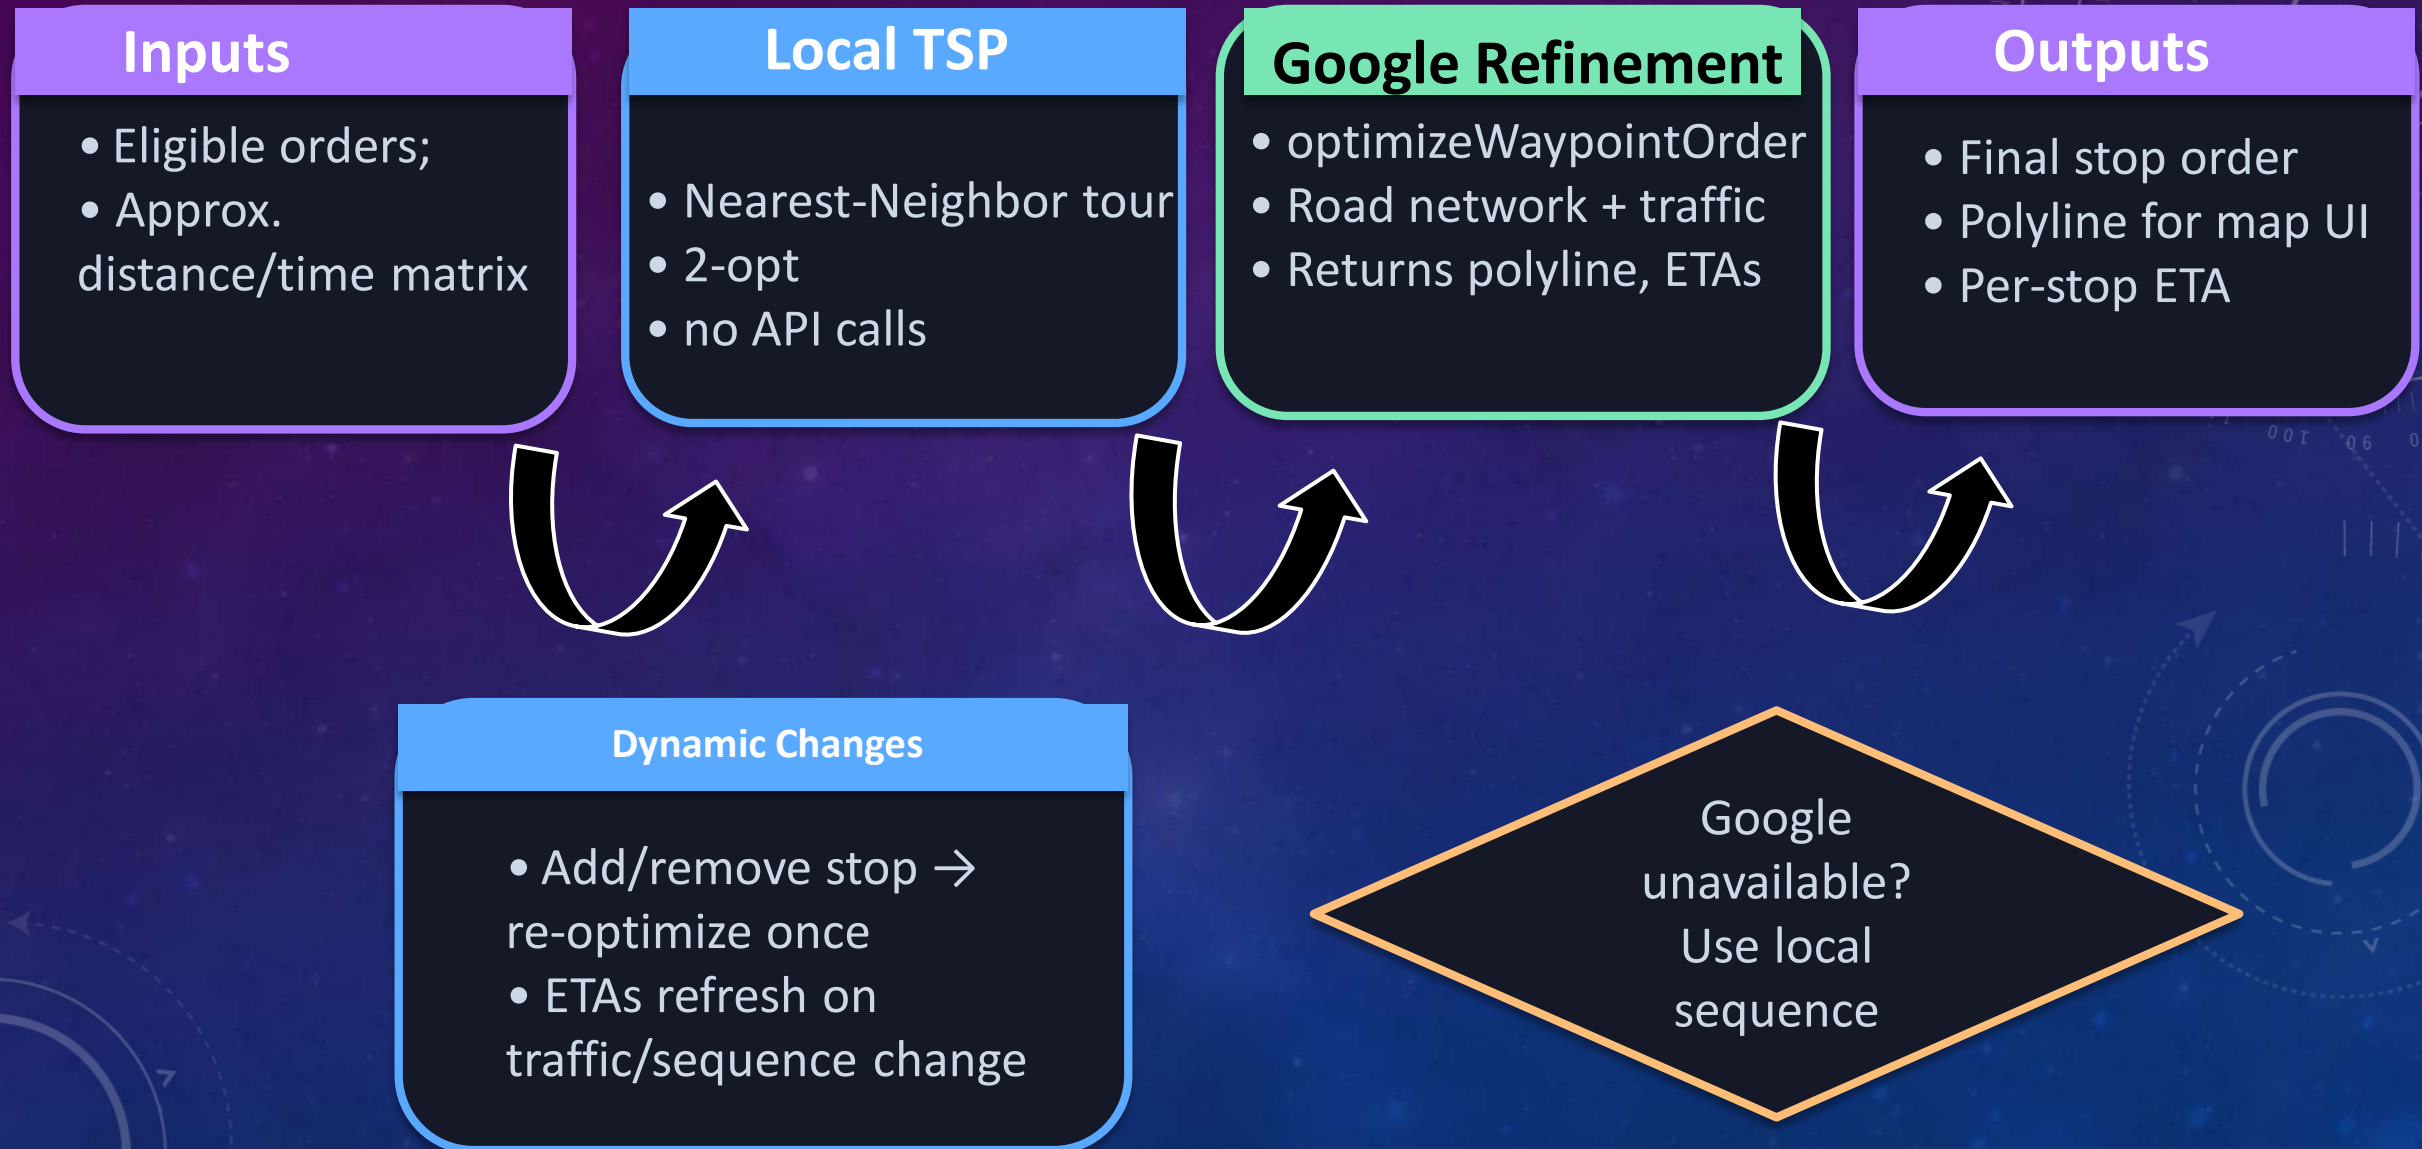 Inputs
• Eligible orders;
• Approx.
distance/time matrix
Local TSP
• Nearest-Neighbor tour
• 2-opt
• no API calls
Google Refinement
• optimizeWaypointOrder
• Road network + traffic
• Returns polyline, ETAs
Outputs
• Final stop order
• Polyline for map UI
• Per-stop ETA
Dynamic Changes
• Add/remove stop →
re-optimize once
• ETAs refresh on
traffic/sequence change
Google
unavailable?
Use local
sequence